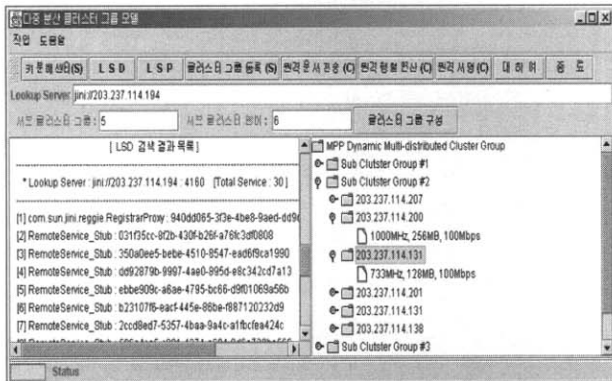 다중 분산 클러스터 그룹 모델
작업 도움말
LSD LSP 클러스터 그룹 등록 (S) 원격문서전송 (C) 원격행렬연산 (C) 원격서명 (C) 대하여 종료
Lookup Server jini://203.237.114.194
서브 클러스터 그룹: 5 서브 클러스터 멤버: 6 클러스터 그룹 구성
[ LSD 검색 결과 목록 ]
* Lookup Server : jini://203.237.114.194 : 4160 [Total Service : 30]
[1] com.sun.jini.reggie.RegistrarProxy : 940dd065-3f3e-4be8-9aed-dd9
[2] RemoteService_Stub : 031f35cc-8f2b-430f-b26f-a76fc3df0808
[3] RemoteService_Stub : 350a0ee5-bebe-4510-8547-ead6f9ca1990
[4] RemoteService_Stub : dd92879b-9997-4ae0-895d-e8c342cd7a13
[5] RemoteService_Stub : ebbe909c-a6ae-4795-bc66-d9f01069a56b
[6] RemoteService_Stub : b23107f6-eacf-445e-86be-f887120232d9
[7] RemoteService_Stub : 2ccd8ed7-5357-4baa-9a4c-a1fbcfea424c
MPP Dynamic Multi-distributed Cluster Group
Sub Clutster Group #1
Sub Clutster Group #2
203.237.114.207
203.237.114.200
1000MHz, 256MB, 100Mbps
203.237.114.131
733MHz, 128MB, 100Mbps
203.237.114.201
203.237.114.131
203.237.114.138
Sub Clutster Group #3
Status